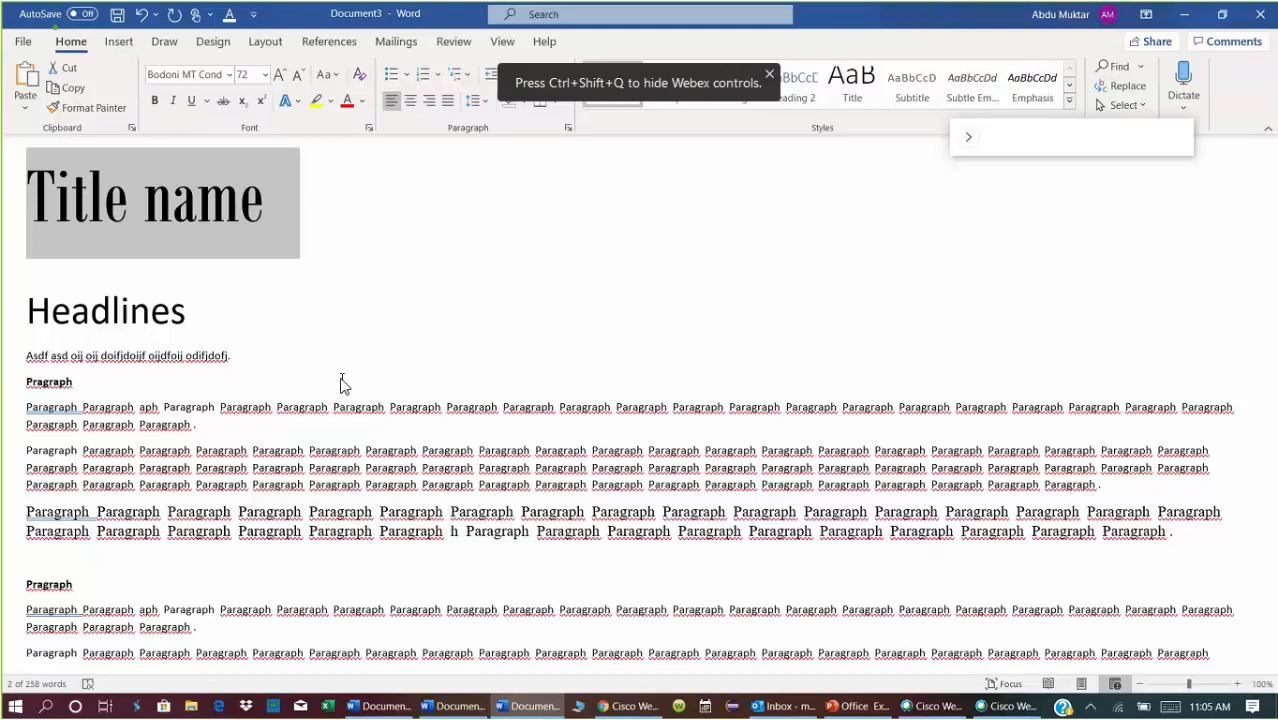 AutoSave Off Document3 - Word Search Abdu Muktar AM
File Home Insert Draw Design Layout References Mailings Review View Help Share Comments
Paste Cut Copy Format Painter Clipboard
Bodoni MT Cond 72 Font
Paragraph
Press Ctrl+Shift+Q to hide Webex controls.
BbCcC eading 2 AaB Title AaBbCcDd Subtitle AaBbCcDd Subtle Em... AaBbCcDd Emphasis Styles
Find Replace Select Dictate
Title name
Headlines
Asdf asd oij oij doifjdoijf oijdfoij odifjdofj.
Pragraph
Paragraph Paragraph aph Paragraph Paragraph Paragraph Paragraph Paragraph Paragraph Paragraph Paragraph Paragraph Paragraph Paragraph Paragraph Paragraph Paragraph Paragraph Paragraph Paragraph Paragraph Paragraph
Paragraph Paragraph Paragraph .
Paragraph Paragraph Paragraph Paragraph Paragraph Paragraph Paragraph Paragraph Paragraph Paragraph Paragraph Paragraph Paragraph Paragraph Paragraph Paragraph Paragraph Paragraph Paragraph Paragraph Paragraph
Paragraph Paragraph Paragraph Paragraph Paragraph Paragraph Paragraph Paragraph Paragraph Paragraph Paragraph Paragraph Paragraph Paragraph Paragraph Paragraph Paragraph Paragraph Paragraph Paragraph Paragraph
Paragraph Paragraph Paragraph Paragraph Paragraph Paragraph Paragraph Paragraph Paragraph Paragraph Paragraph Paragraph Paragraph Paragraph Paragraph Paragraph Paragraph Paragraph Paragraph .
Paragraph Paragraph Paragraph Paragraph Paragraph Paragraph Paragraph Paragraph Paragraph Paragraph Paragraph Paragraph Paragraph Paragraph Paragraph Paragraph Paragraph
Paragraph Paragraph Paragraph Paragraph Paragraph Paragraph h Paragraph Paragraph Paragraph Paragraph Paragraph Paragraph Paragraph Paragraph Paragraph Paragraph .
Pragraph
Paragraph Paragraph aph Paragraph Paragraph Paragraph Paragraph Paragraph Paragraph Paragraph Paragraph Paragraph Paragraph Paragraph Paragraph Paragraph Paragraph Paragraph Paragraph Paragraph Paragraph Paragraph
Paragraph Paragraph Paragraph .
Paragraph Paragraph Paragraph Paragraph Paragraph Paragraph Paragraph Paragraph Paragraph Paragraph Paragraph Paragraph Paragraph Paragraph Paragraph Paragraph Paragraph Paragraph Paragraph Paragraph Paragraph
2 of 258 words Focus 100%
Documen... Documen... Documen... Cisco We... Inbox - m... Office Ex... Cisco We... Cisco We... 11:05 AM